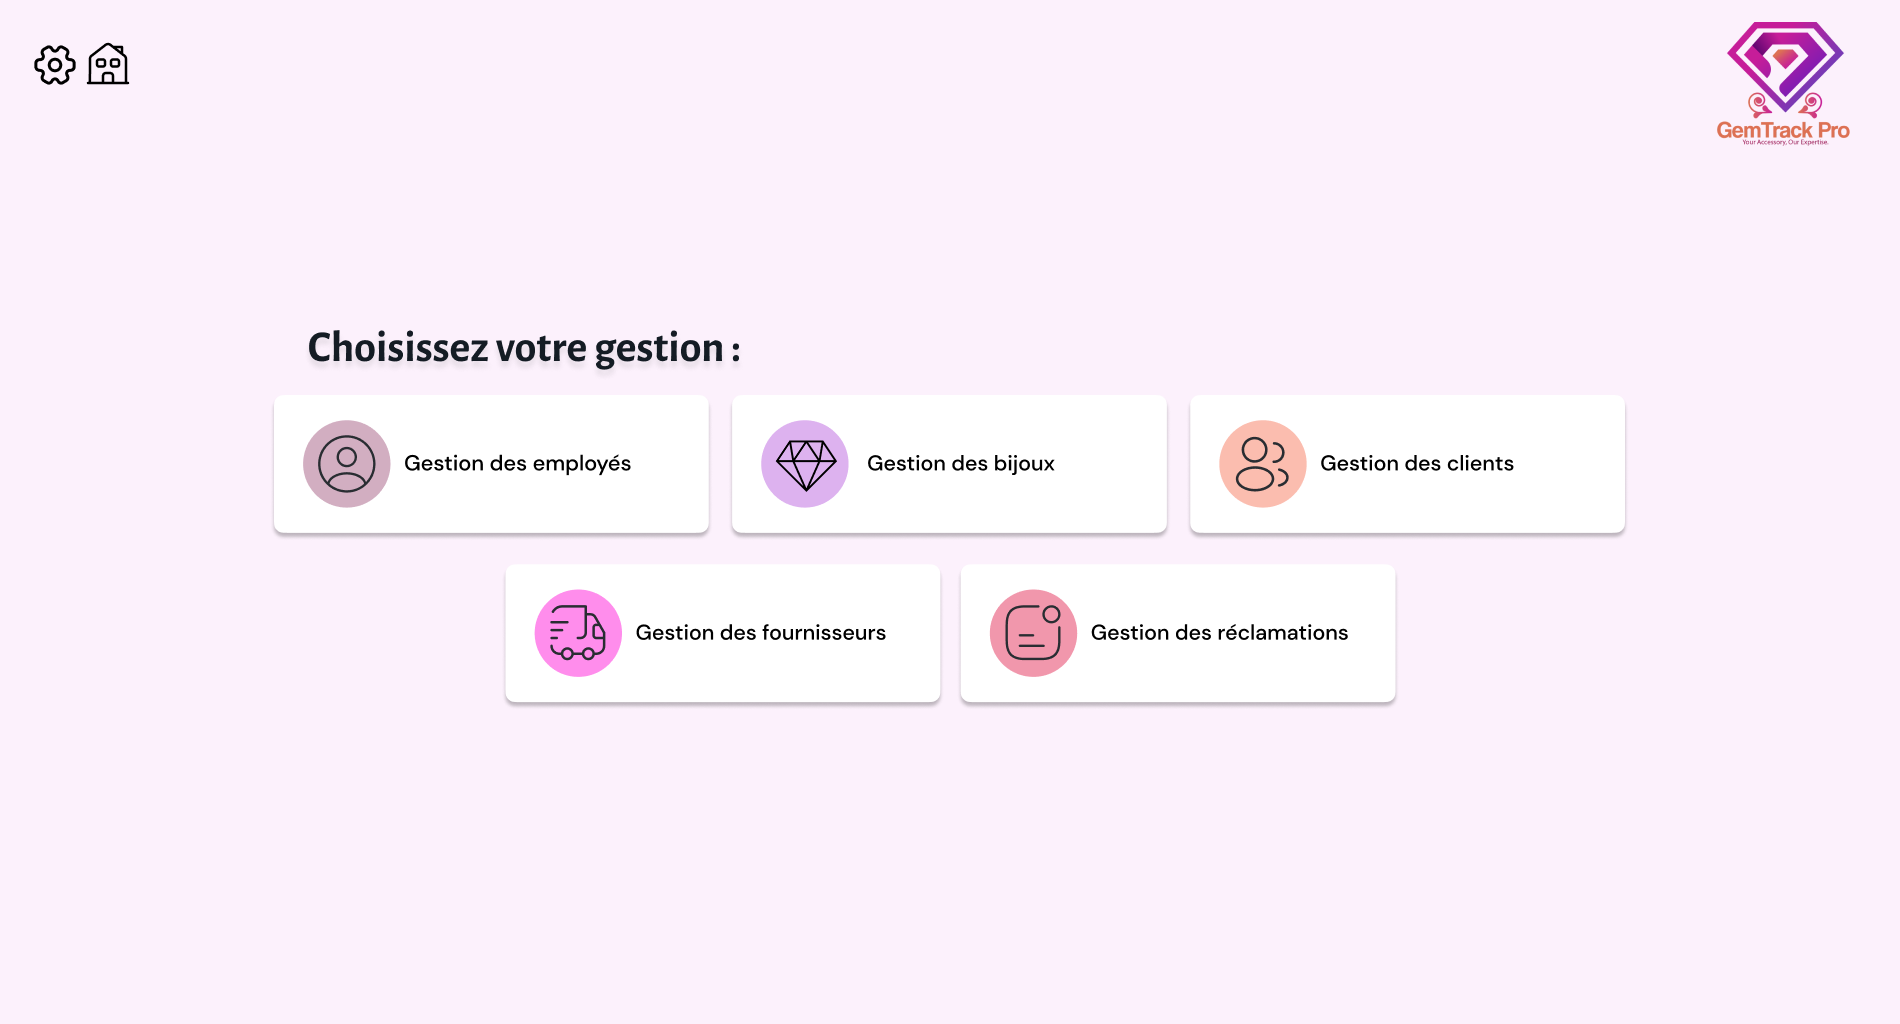 GemTrack Pro
Your Accessory, Our Expertise.
Choisissez votre gestion :
Gestion des employés
Gestion des bijoux
Gestion des clients
Gestion des fournisseurs
Gestion des réclamations